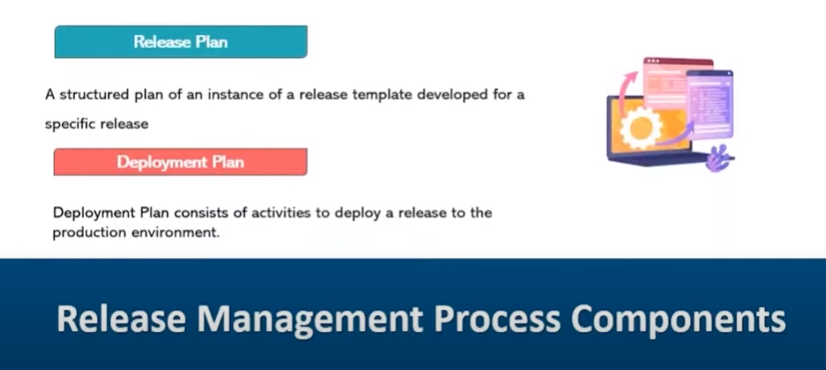 Release Plan
A structured plan of an instance of a release template developed for a
specific release
Deployment Plan
Deployment Plan consists of activities to deploy a release to the
production environment.
Release Management Process Components